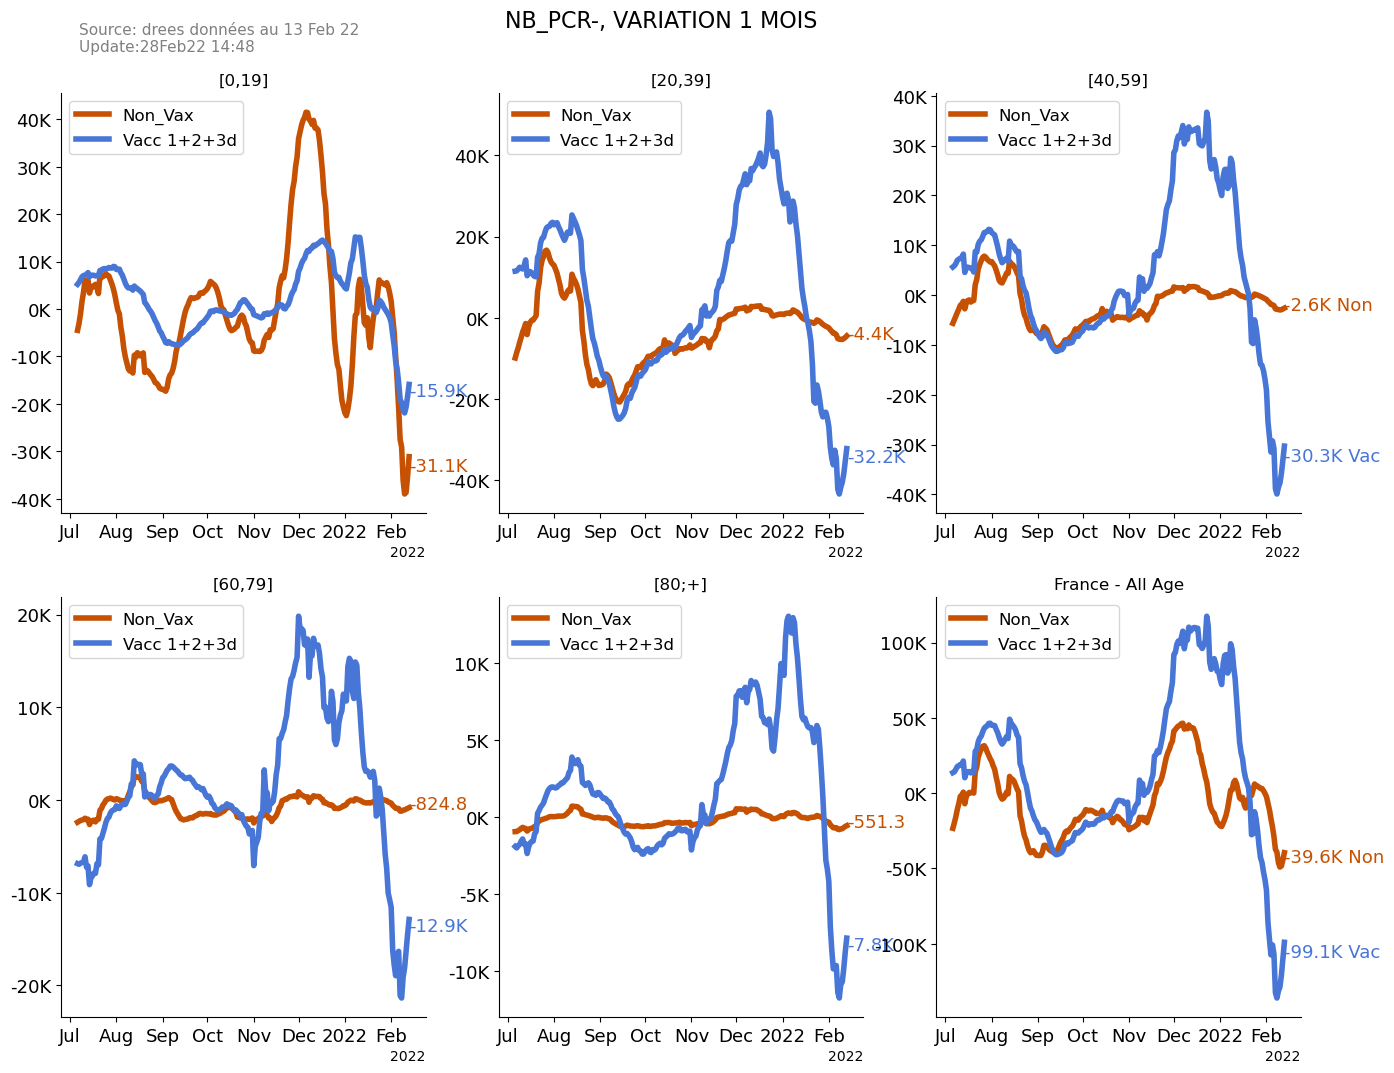 NB_PCR-, VARIATION 1 MOIS
Source: drees données au 13 Feb 22
Update:28Feb22 14:48
[0,19]
Non_Vax
Vacc 1+2+3d
40K
30K
20K
10K
0K
-10K
-20K
-30K
-40K
-15.9K
-31.1K
Jul Aug Sep Oct Nov Dec 2022 Feb
2022
[20,39]
Non_Vax
Vacc 1+2+3d
40K
20K
0K
-20K
-40K
-4.4K
-32.2K
Jul Aug Sep Oct Nov Dec 2022 Feb
2022
[40,59]
Non_Vax
Vacc 1+2+3d
40K
30K
20K
10K
0K
-10K
-20K
-30K
-40K
-2.6K Non
-30.3K Vac
Jul Aug Sep Oct Nov Dec 2022 Feb
2022
[60,79]
Non_Vax
Vacc 1+2+3d
20K
10K
0K
-10K
-20K
-824.8
-12.9K
Jul Aug Sep Oct Nov Dec 2022 Feb
2022
[80;+]
Non_Vax
Vacc 1+2+3d
10K
5K
0K
-5K
-10K
-551.3
-7.8K
Jul Aug Sep Oct Nov Dec 2022 Feb
2022
France - All Age
Non_Vax
Vacc 1+2+3d
100K
50K
0K
-50K
-100K
-39.6K Non
-99.1K Vac
Jul Aug Sep Oct Nov Dec 2022 Feb
2022